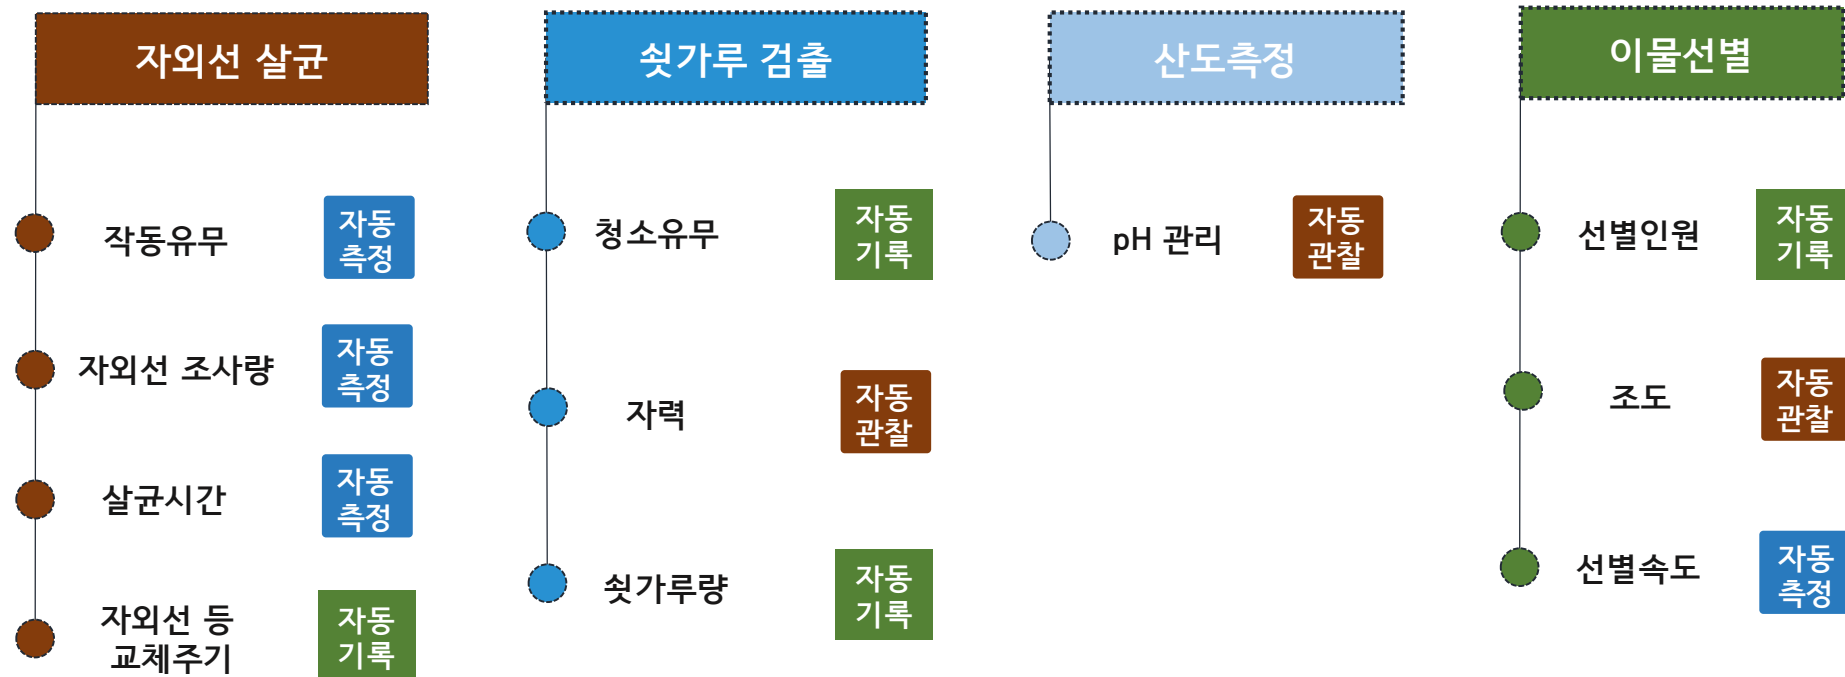 자외선 살균
작동유무
자동
측정
자외선 조사량
자동
측정
살균시간
자동
측정
자외선 등
교체주기
자동
기록
쇳가루 검출
청소유무
자동
기록
자력
자동
관찰
쇳가루량
자동
기록
산도측정
pH 관리
자동
관찰
이물선별
선별인원
자동
기록
조도
자동
관찰
선별속도
자동
측정